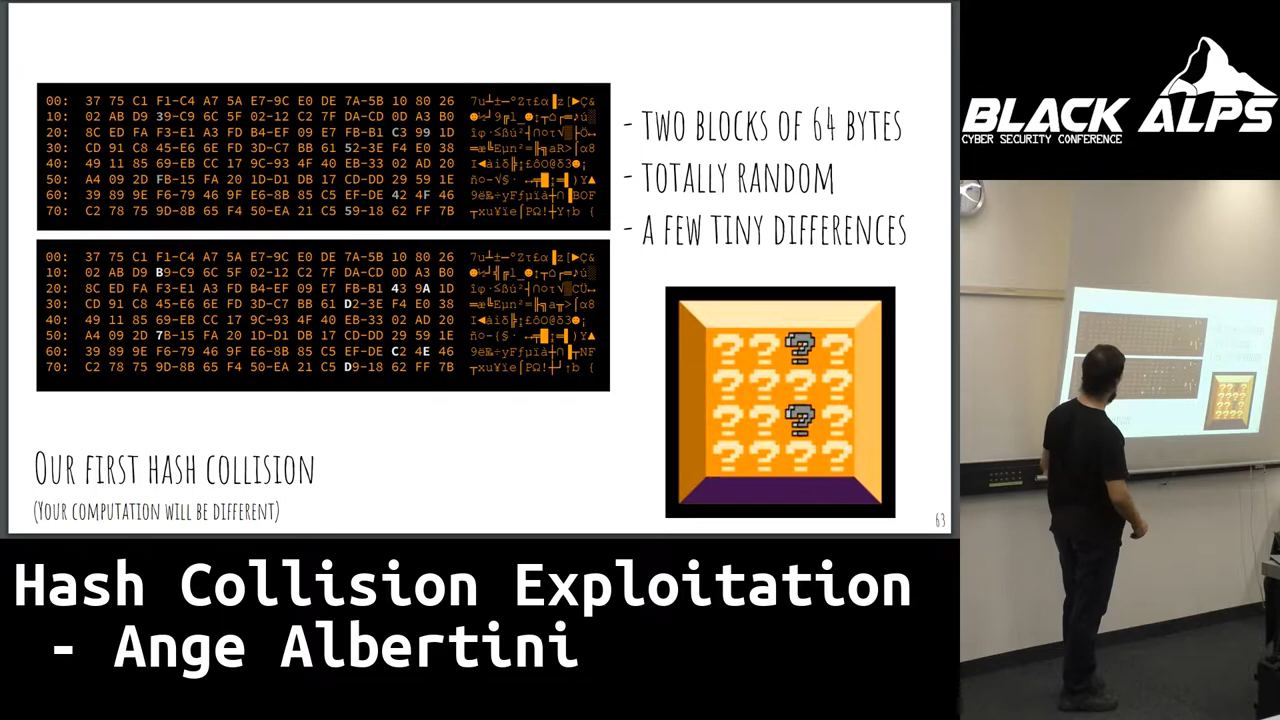 00: 37 75 C1 F1-C4 A7 5A E7-9C E0 DE 7A-5B 10 80 26
10: 02 AB D9 39-C9 6C 5F 02-12 C2 7F DA-CD 0D A3 B0
20: 8C ED FA F3-E1 A3 FD B4-EF 09 E7 FB-B1 C3 99 1D
30: CD 91 C8 45-E6 6E FD 3D-C7 BB 61 52-3E F4 E0 38
40: 49 11 85 69-EB CC 17 9C-93 4F 40 EB-33 02 AD 20
50: A4 09 2D FB-15 FA 20 1D-D1 DB 17 CD-DD 29 59 1E
60: 39 89 9E F6-79 46 9F E6-8B 85 C5 EF-DE 42 4F 46
70: C2 78 75 9D-8B 65 F4 50-EA 21 C5 59-18 62 FF 7B
00: 37 75 C1 F1-C4 A7 5A E7-9C E0 DE 7A-5B 10 80 26
10: 02 AB D9 B9-C9 6C 5F 02-12 C2 7F DA-CD 0D A3 B0
20: 8C ED FA F3-E1 A3 FD B4-EF 09 E7 FB-B1 43 9A 1D
30: CD 91 C8 45-E6 6E FD 3D-C7 BB 61 D2-3E F4 E0 38
40: 49 11 85 69-EB CC 17 9C-93 4F 40 EB-33 02 AD 20
50: A4 09 2D 7B-15 FA 20 1D-D1 DB 17 CD-DD 29 59 1E
60: 39 89 9E F6-79 46 9F E6-8B 85 C5 EF-DE C2 4E 46
70: C2 78 75 9D-8B 65 F4 50-EA 21 C5 D9-18 62 FF 7B
- TWO BLOCKS OF 64 BYTES
- TOTALLY RANDOM
- A FEW TINY DIFFERENCES
? ? ? ?
? ? ? ?
? ? ? ?
? ? ? ?
OUR FIRST HASH COLLISION
(YOUR COMPUTATION WILL BE DIFFERENT)
63
BLACK ALPS
CYBER SECURITY CONFERENCE
Hash Collision Exploitation
- Ange Albertini